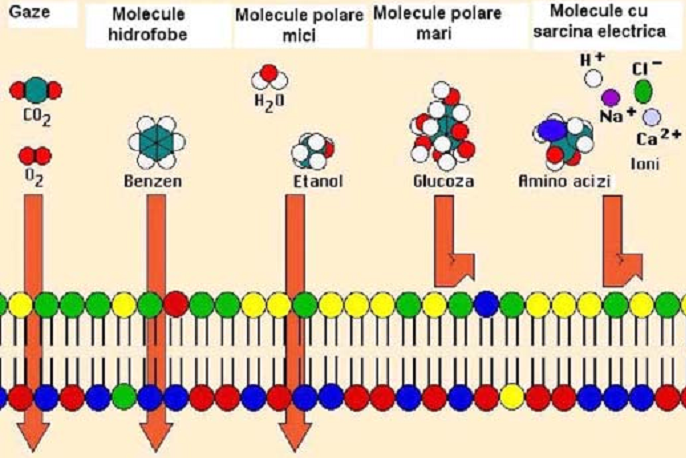 Gaze
Molecule
hidrofobe
Molecule polare
mici
Molecule polare
mari
Molecule cu
sarcina electrica
CO2
O2
Benzen
H2O
Etanol
Glucoza
Amino acizi
H+
Cl-
Na+
Ca2+
Ioni